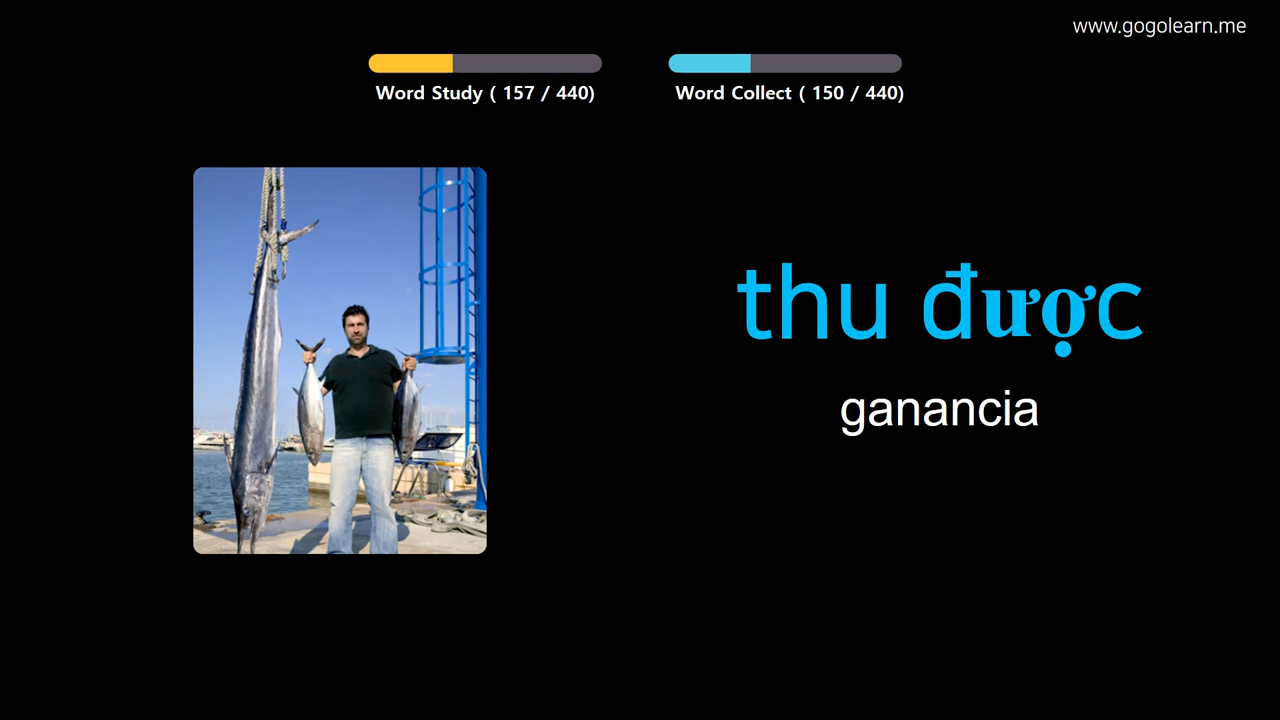 www.gogolearn.me
Word Study ( 157 / 440)
Word Collect ( 150 / 440)
thu được
ganancia